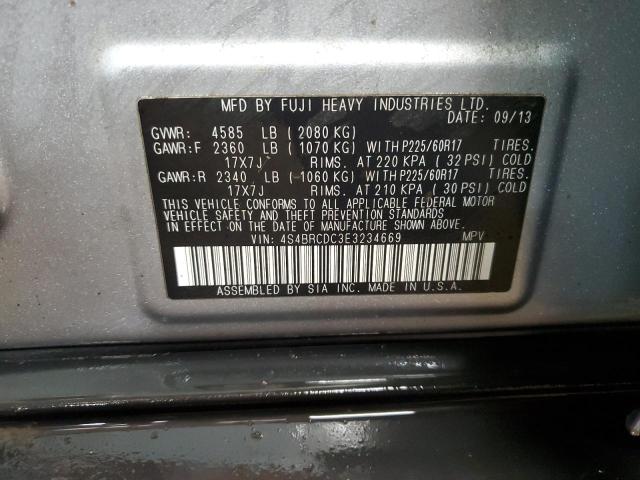 MFD BY FUJI HEAVY INDUSTRIES LTD.
DATE: 09/13
GVWR: 4585 LB (2080 KG)
GAWR:F 2360 LB (1070 KG) WITH P225/60R17 TIRES.
17X7J RIMS. AT 220 KPA (32 PSI) COLD
GAWR:R 2340 LB (1060 KG) WITH P225/60R17 TIRES.
17X7J RIMS. AT 210 KPA (30 PSI) COLD
THIS VEHICLE CONFORMS TO ALL APPLICABLE FEDERAL MOTOR
VEHICLE SAFETY AND THEFT PREVENTION STANDARDS
IN EFFECT ON THE DATE OF MANUFACTURE SHOWN ABOVE.
VIN: 4S4BRCDC3E3234669 MPV
ASSEMBLED BY SIA INC. MADE IN U.S.A.